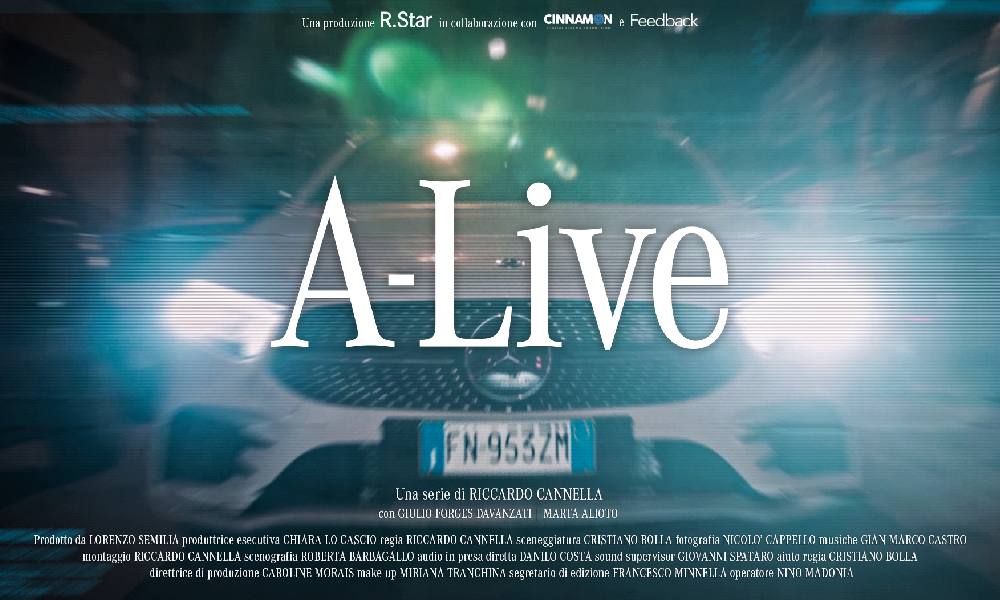 Una produzione R.Star in collaborazione con CINNAMON e Feedback
A-Live
FN·953ZM
Una serie di RICCARDO CANNELLA
con GIULIO FORGES DAVANZATI | MARTA ALIOTO
Prodotto da LORENZO SEMILIA produttrice esecutiva CHIARA LO CASCIO regia RICCARDO CANNELLA sceneggiatura CRISTIANO BOLLA fotografia NICOLO' CAPPELLO musiche GIAN MARCO CASTRO
montaggio RICCARDO CANNELLA scenografia ROBERTA BARBAGALLO audio in presa diretta DANILO COSTA sound supervisor GIOVANNI SPATARO aiuto regia CRISTIANO BOLLA
direttrice di produzione CAROLINE MORAIS make up MIRIANA TRANCHINA segretario di edizione FRANCESCO MINNELLA operatore NINO MADONIA